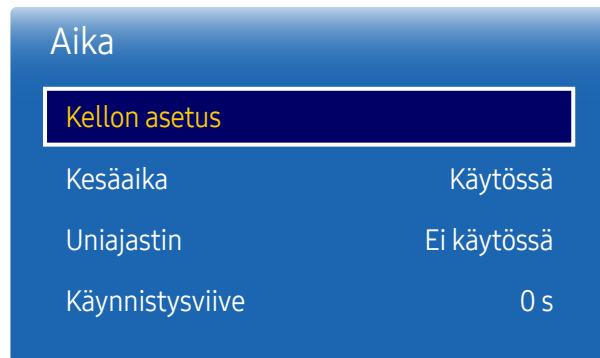 Aika
Kellon asetus
Kesäaika Käytössä
Uniajastin Ei käytössä
Käynnistysviive 0 s